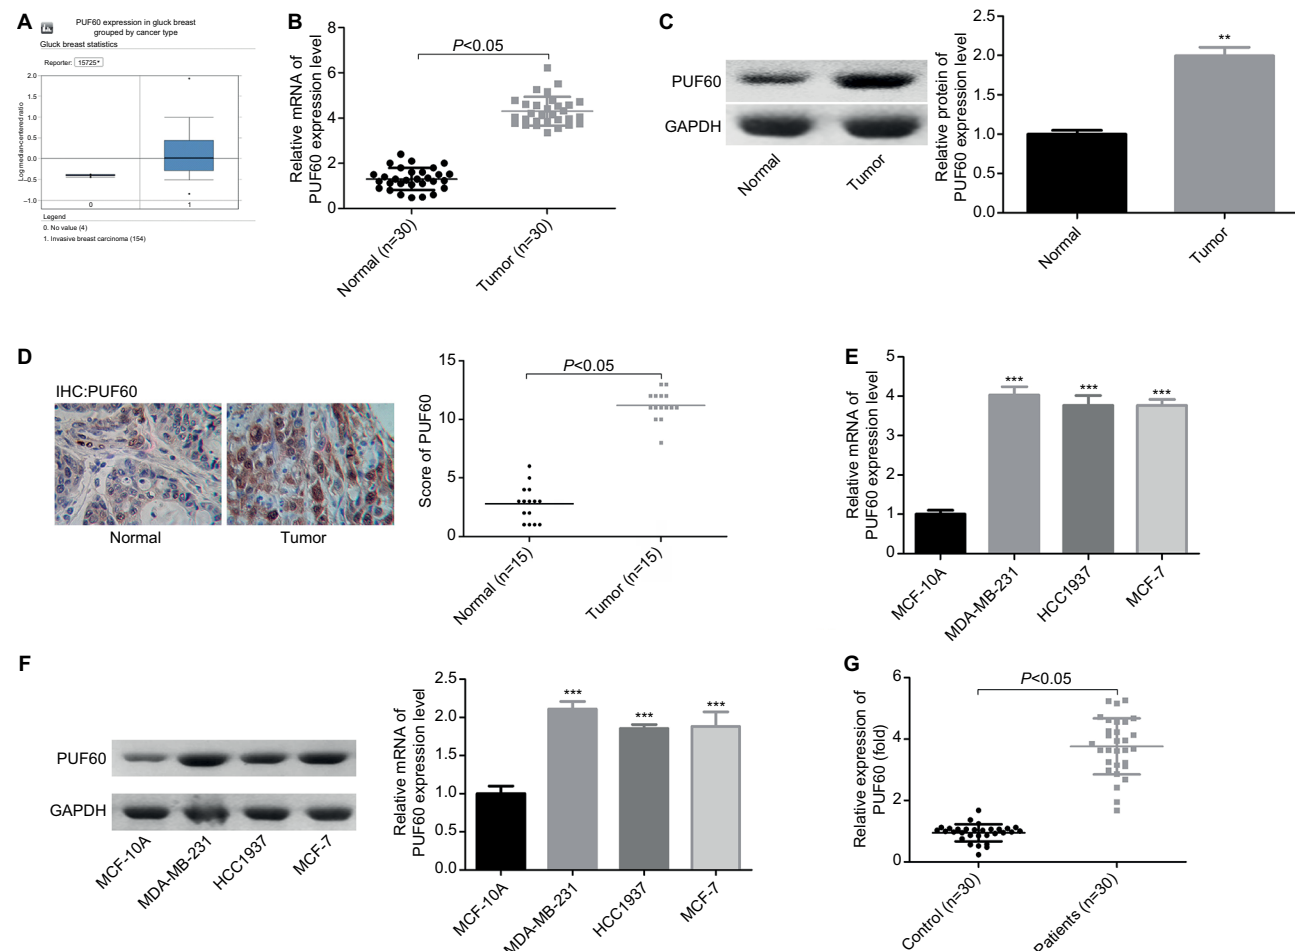 A
PUF60 expression in gluck breast
grouped by cancer type
Gluck breast statistics
Reporter: 15725*
Log median centered ratio
2.0
1.5
1.0
0.5
0.0
–0.5
–1.0
0
1
Legend
0. No value (4)
1. Invasive breast carcinoma (154)
B
Relative mRNA of
PUF60 expression level
8
6
4
2
0
P<0.05
Normal (n=30)
Tumor (n=30)
C
PUF60
GAPDH
Normal
Tumor
Relative protein of
PUF60 expression level
2.5
2.0
1.5
1.0
0.5
0.0
**
Normal
Tumor
D
IHC:PUF60
Normal
Tumor
Score of PUF60
15
10
5
0
P<0.05
Normal (n=15)
Tumor (n=15)
E
Relative mRNA of
PUF60 expression level
5
4
3
2
1
0
***
***
***
MCF-10A
MDA-MB-231
HCC1937
MCF-7
F
PUF60
GAPDH
MCF-10A
MDA-MB-231
HCC1937
MCF-7
Relative mRNA of
PUF60 expression level
2.5
2.0
1.5
1.0
0.5
0.0
***
***
***
MCF-10A
MDA-MB-231
HCC1937
MCF-7
G
Relative expression of
PUF60 (fold)
6
4
2
0
P<0.05
Control (n=30)
Patients (n=30)